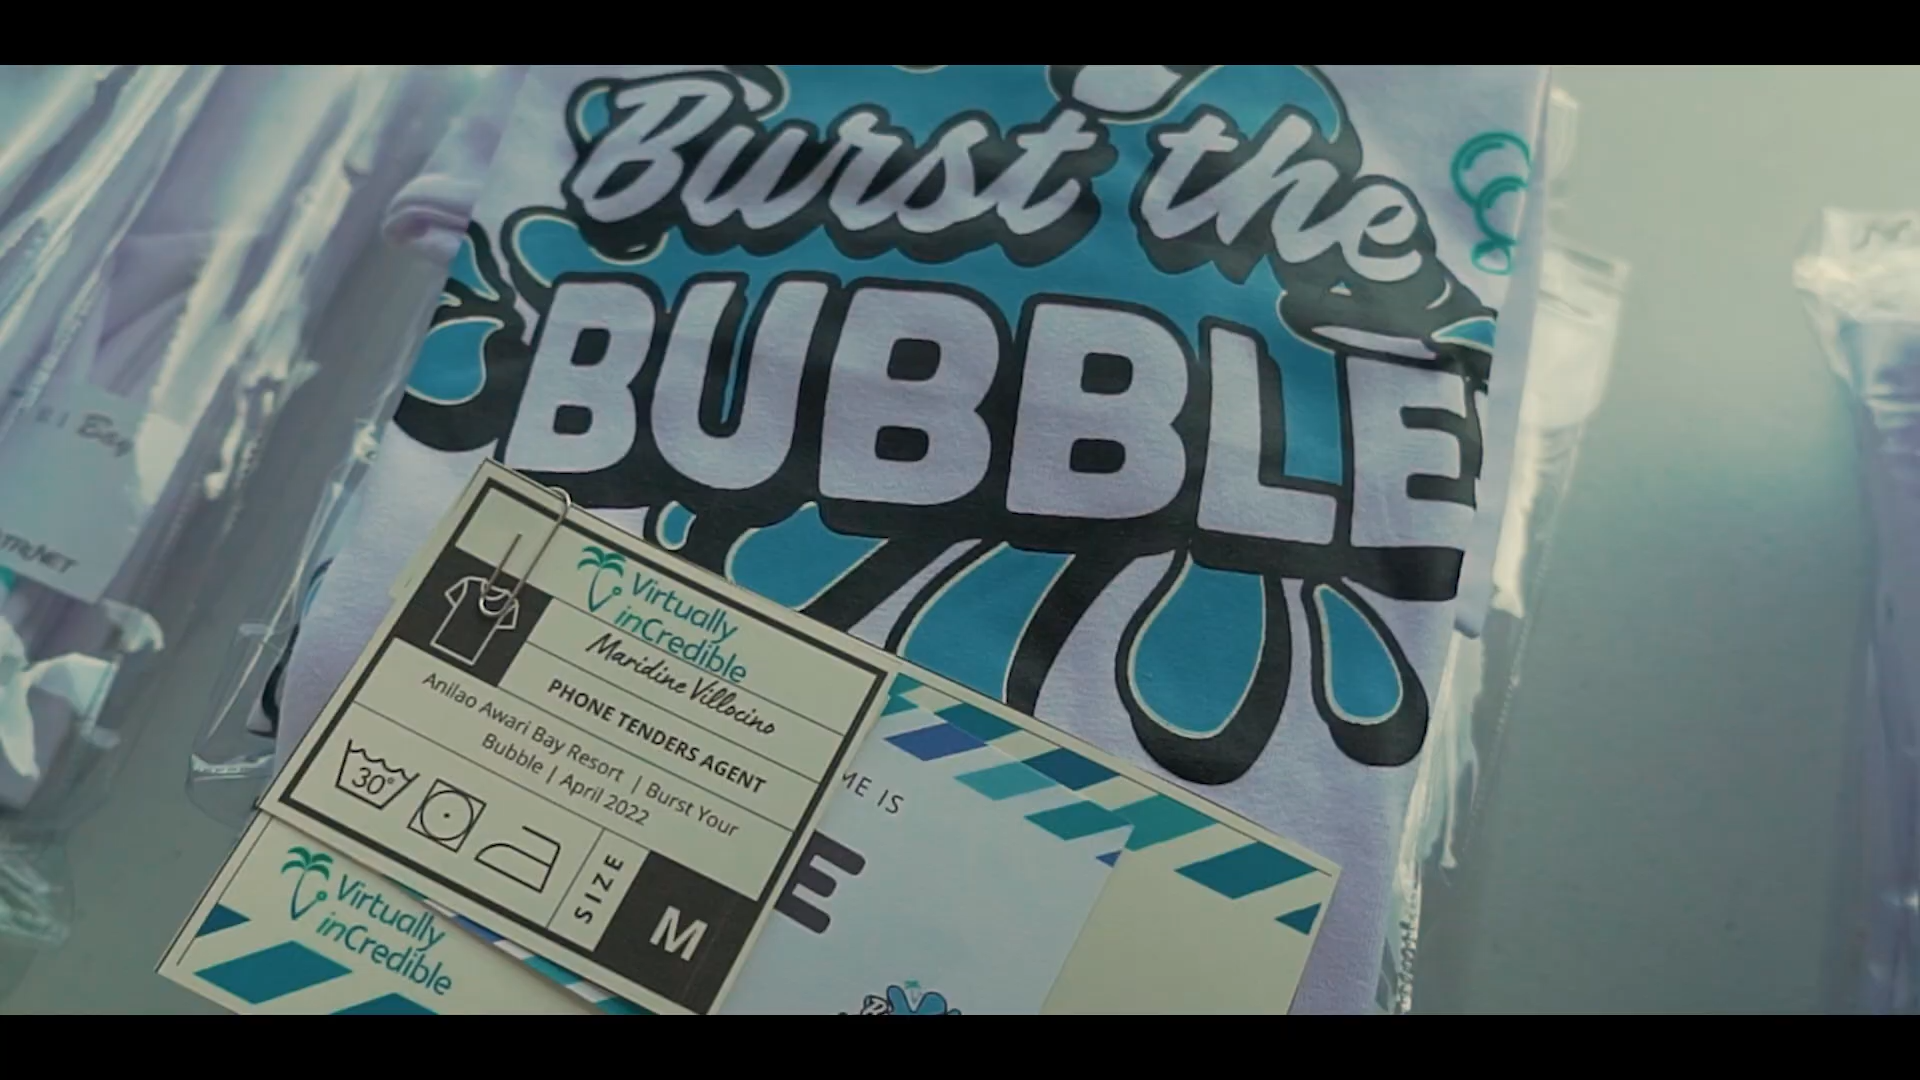 Burst the
BUBBLE
Bay
Virtually
inCredible
Maridine Villocino
PHONE TENDERS AGENT
Anilao Awari Bay Resort | Burst Your
Bubble | April 2022
30°
SIZE
M
ME IS
E
Virtually
inCredible